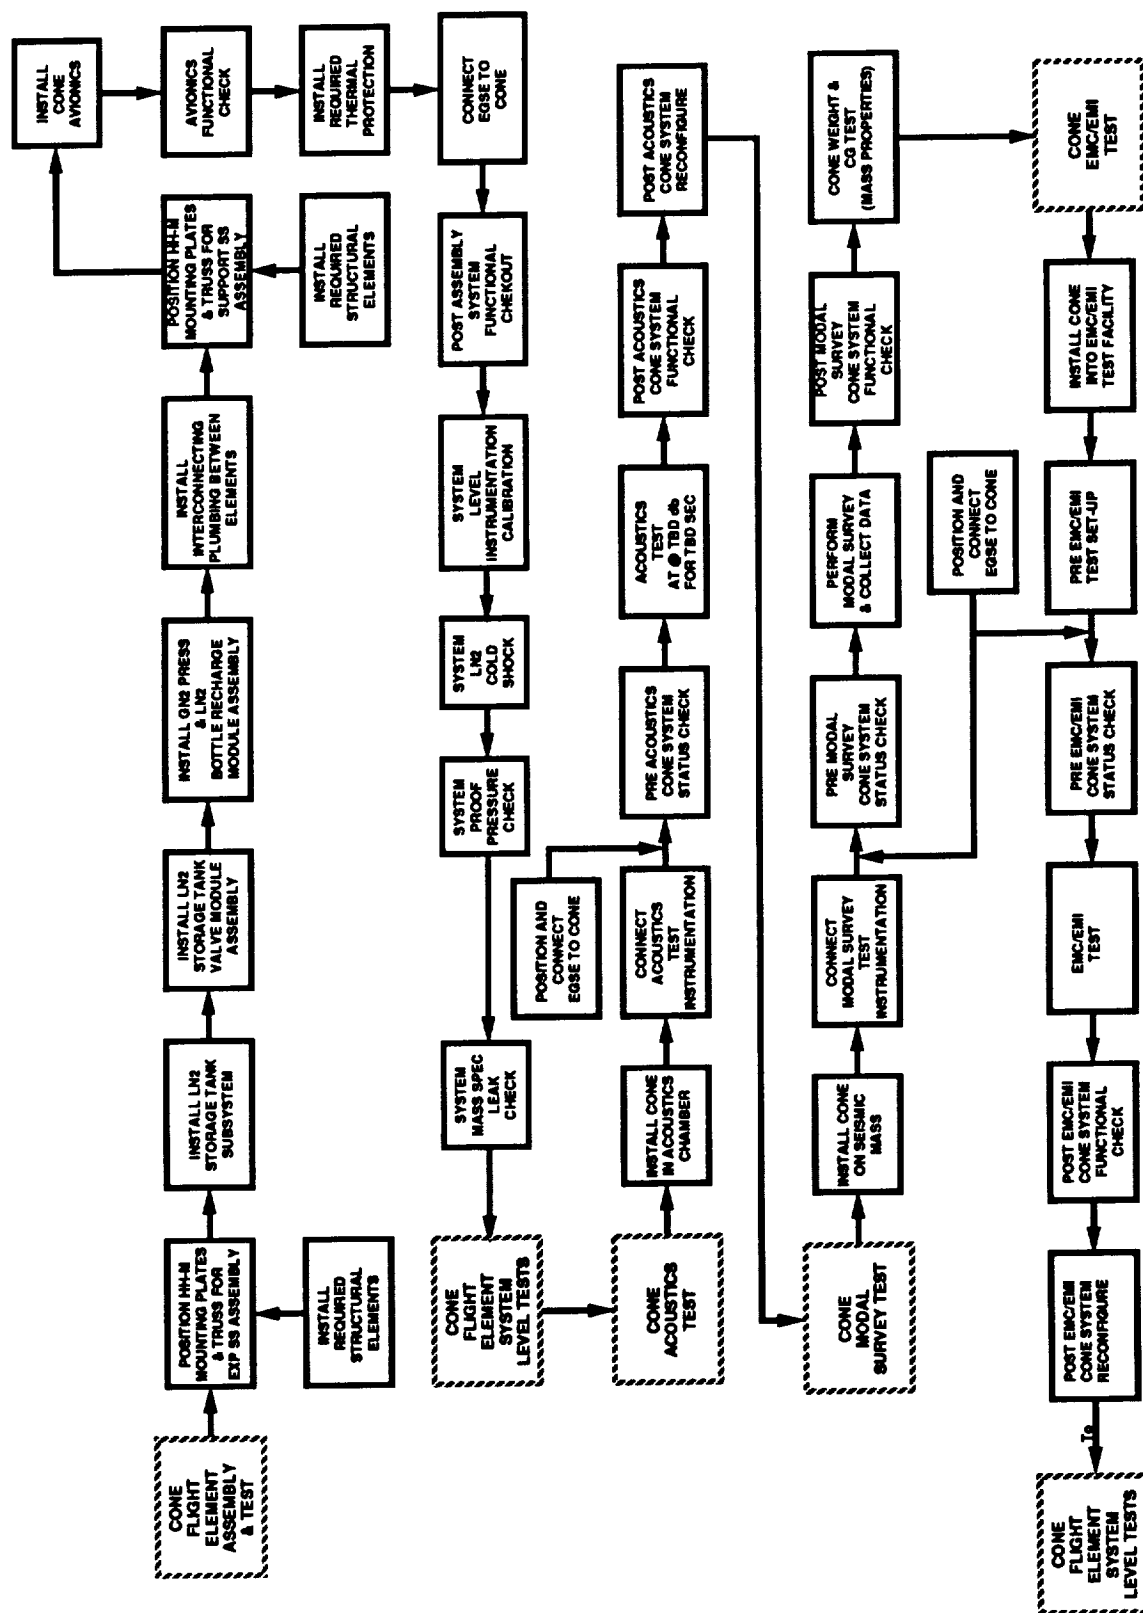 CONE
FLIGHT
ELEMENT
ASSEMBLY
& TEST
POSITION HH-M
MOUNTING PLATES
& TRUSS FOR
EXP SS ASSEMBLY
INSTALL
REQUIRED
STRUCTURAL
ELEMENTS
INSTALL LN2
STORAGE TANK
SUBSYSTEM
INSTALL LN2
STORAGE TANK
VALVE MODULE
ASSEMBLY
INSTALL GN2 PRESS
& LN2
BOTTLE RECHARGE
MODULE ASSEMBLY
INSTALL
INTERCONNECTING
PLUMBING BETWEEN
ELEMENTS
POSITION HH-M
MOUNTING PLATES
& TRUSS FOR
SUPPORT SS
ASSEMBLY
INSTALL
REQUIRED
STRUCTURAL
ELEMENTS
INSTALL
CONE
AVIONICS
AVIONICS
FUNCTIONAL
CHECK
INSTALL
REQUIRED
THERMAL
PROTECTION
CONNECT
EGSE TO
CONE
POST ASSEMBLY
SYSTEM
FUNCTIONAL
CHEKOUT
SYSTEM
LEVEL
INSTRUMENTATION
CALIBRATION
SYSTEM
LN2
COLD
SHOCK
SYSTEM
PROOF
PRESSURE
CHECK
SYSTEM
MASS SPEC
LEAK
CHECK
CONE
FLIGHT
ELEMENT
SYSTEM
LEVEL TESTS
CONE
ACOUSTICS
TEST
INSTALL CONE
IN ACOUSTICS
CHAMBER
CONNECT
ACOUSTICS
TEST
INSTRUMENTATION
POSITION AND
CONNECT
EGSE TO CONE
PRE ACOUSTICS
CONE SYSTEM
STATUS CHECK
ACOUSTICS
TEST
AT @ TBD db
FOR TBD SEC
POST ACOUSTICS
CONE SYSTEM
FUNCTIONAL
CHECK
POST ACOUSTICS
CONE SYSTEM
RECONFIGURE
CONE
MODAL
SURVEY TEST
INSTALL CONE
ON SEISMIC
MASS
CONNECT
MODAL SURVEY
TEST
INSTRUMENTATION
PRE MODAL
SURVEY
CONE SYSTEM
STATUS CHECK
PERFORM
MODAL SURVEY
& COLLECT DATA
POST MODAL
SURVEY
CONE SYSTEM
FUNCTIONAL
CHECK
CONE WEIGHT &
CG TEST
(MASS PROPERTIES)
POSITION AND
CONNECT
EGSE TO CONE
CONE
EMC/EMI
TEST
INSTALL CONE
INTO EMC/EMI
TEST FACILITY
PRE EMC/EMI
TEST SET-UP
PRE EMC/EMI
CONE SYSTEM
STATUS CHECK
EMC/EMI
TEST
POST EMC/EMI
CONE SYSTEM
FUNCTIONAL
CHECK
POST EMC/EMI
CONE SYSTEM
RECONFIGURE
To
CONE
FLIGHT
ELEMENT
SYSTEM
LEVEL TESTS